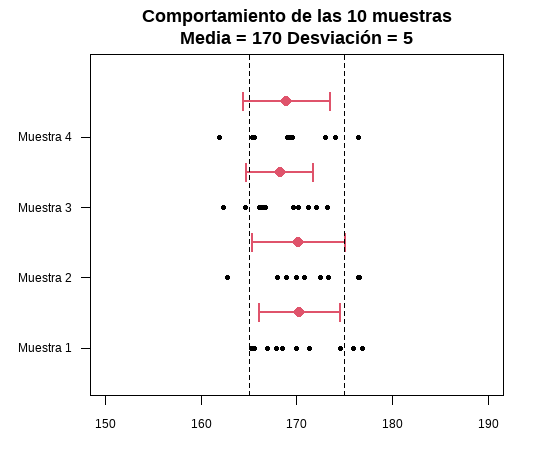 Comportamiento de las 10 muestras
Media = 170 Desviación = 5
Muestra 4
Muestra 3
Muestra 2
Muestra 1
150 160 170 180 190